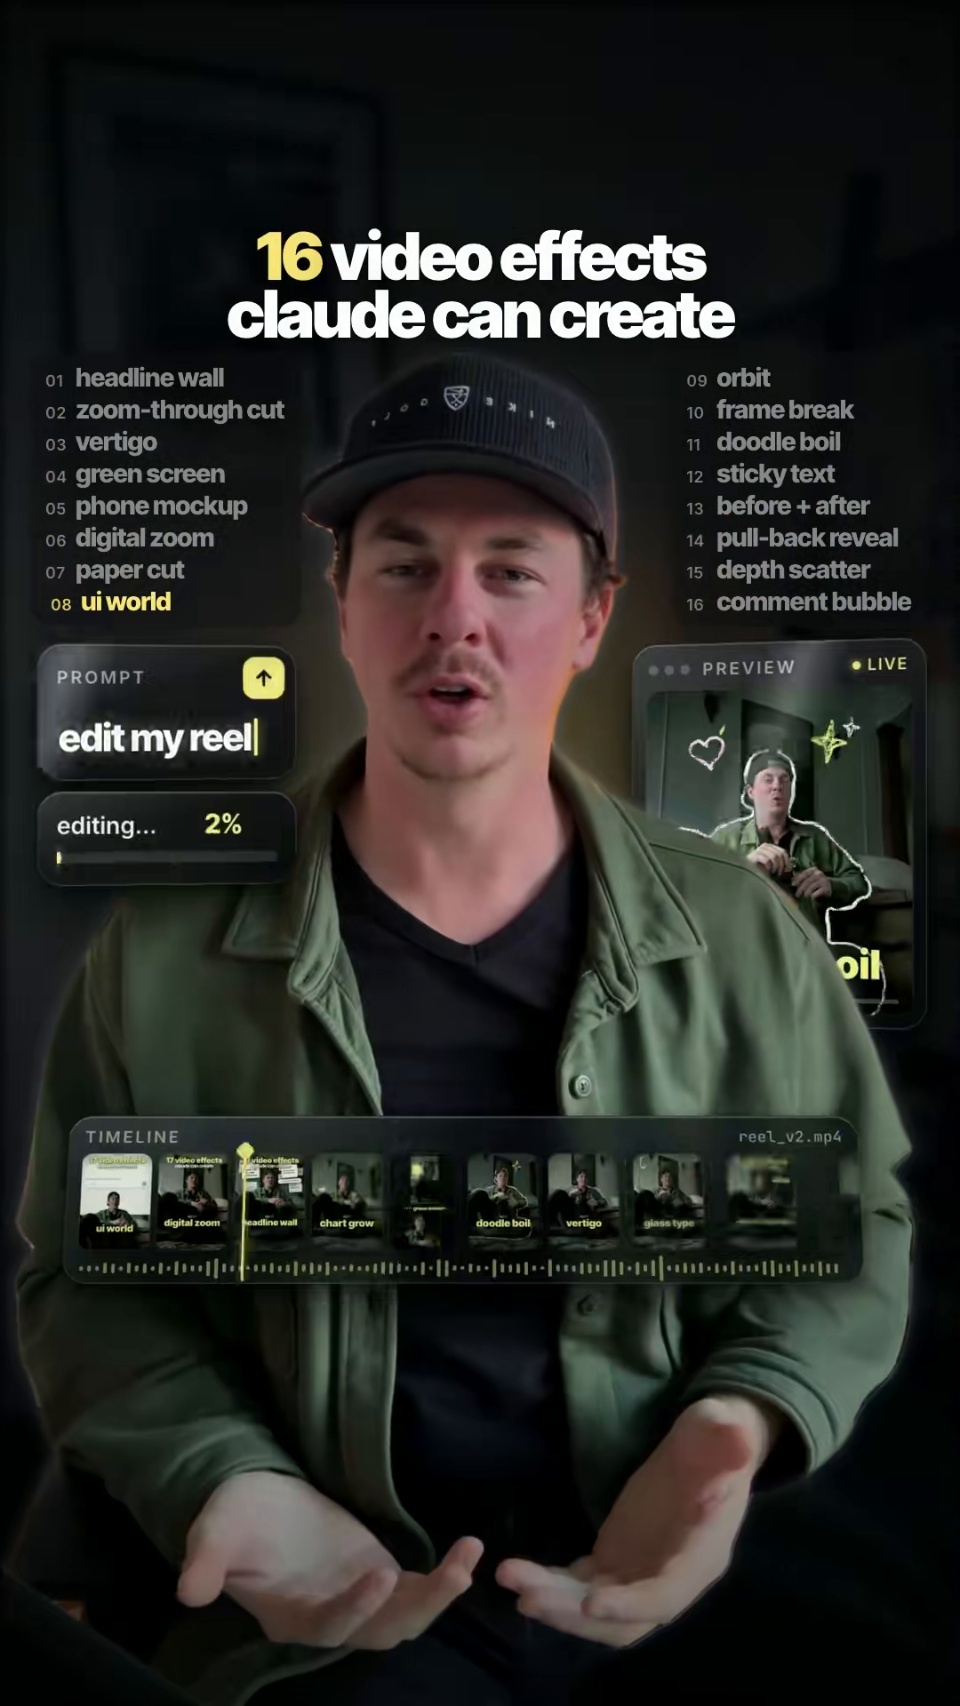 16 video effects
claude can create
01 headline wall
02 zoom-through cut
03 vertigo
04 green screen
05 phone mockup
06 digital zoom
07 paper cut
08 ui world
09 orbit
10 frame break
11 doodle boil
12 sticky text
13 before + after
14 pull-back reveal
15 depth scatter
16 comment bubble
PROMPT
edit my reel
editing... 2%
PREVIEW LIVE
oil
TIMELINE reel_v2.mp4
17 video effects
ui world digital zoom headline wall chart grow doodle boil vertigo glass type